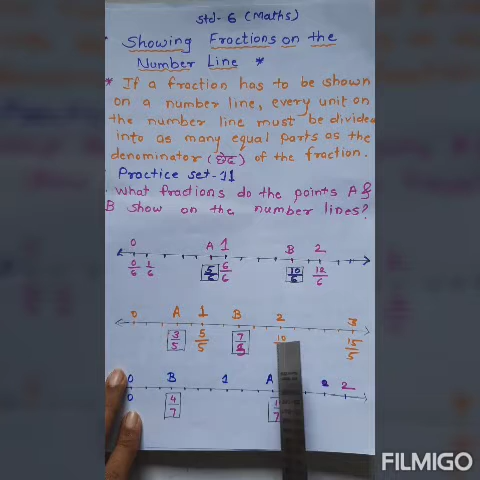 Std- 6 (Maths)
Showing Fractions on the
Number Line *
* If a fraction has to be shown
on a number line, every unit on
the number line must be divided
into as many equal parts as the
denominator (छेद) of the fraction.
Practice set-11
What fractions do the points A &
B show on the number lines?
0 A 1 B 2
0/6 1/6 5/6 6/6 10/6 12/6
0 A 1 B 2 3
3/5 5/5 7/5 10 15/5
0 B 1 A 2
0 4/7
FILMIGO